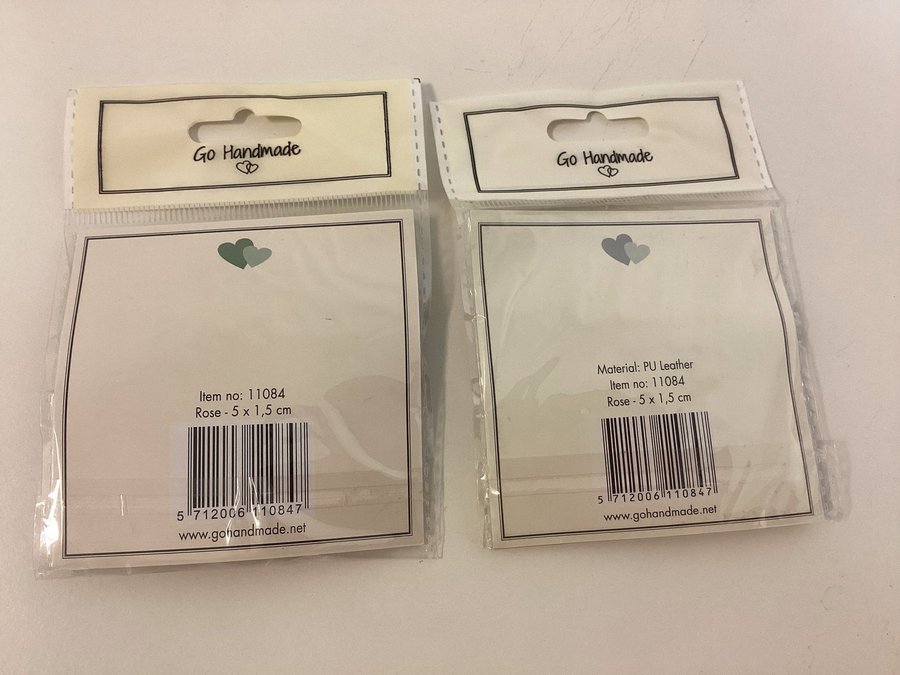 Go Handmade
Item no: 11084
Rose - 5 x 1,5 cm
5 712006 110847
www.gohandmade.net
Go Handmade
Material: PU Leather
Item no: 11084
Rose - 5 x 1,5 cm
5 712006 110847
www.gohandmade.net